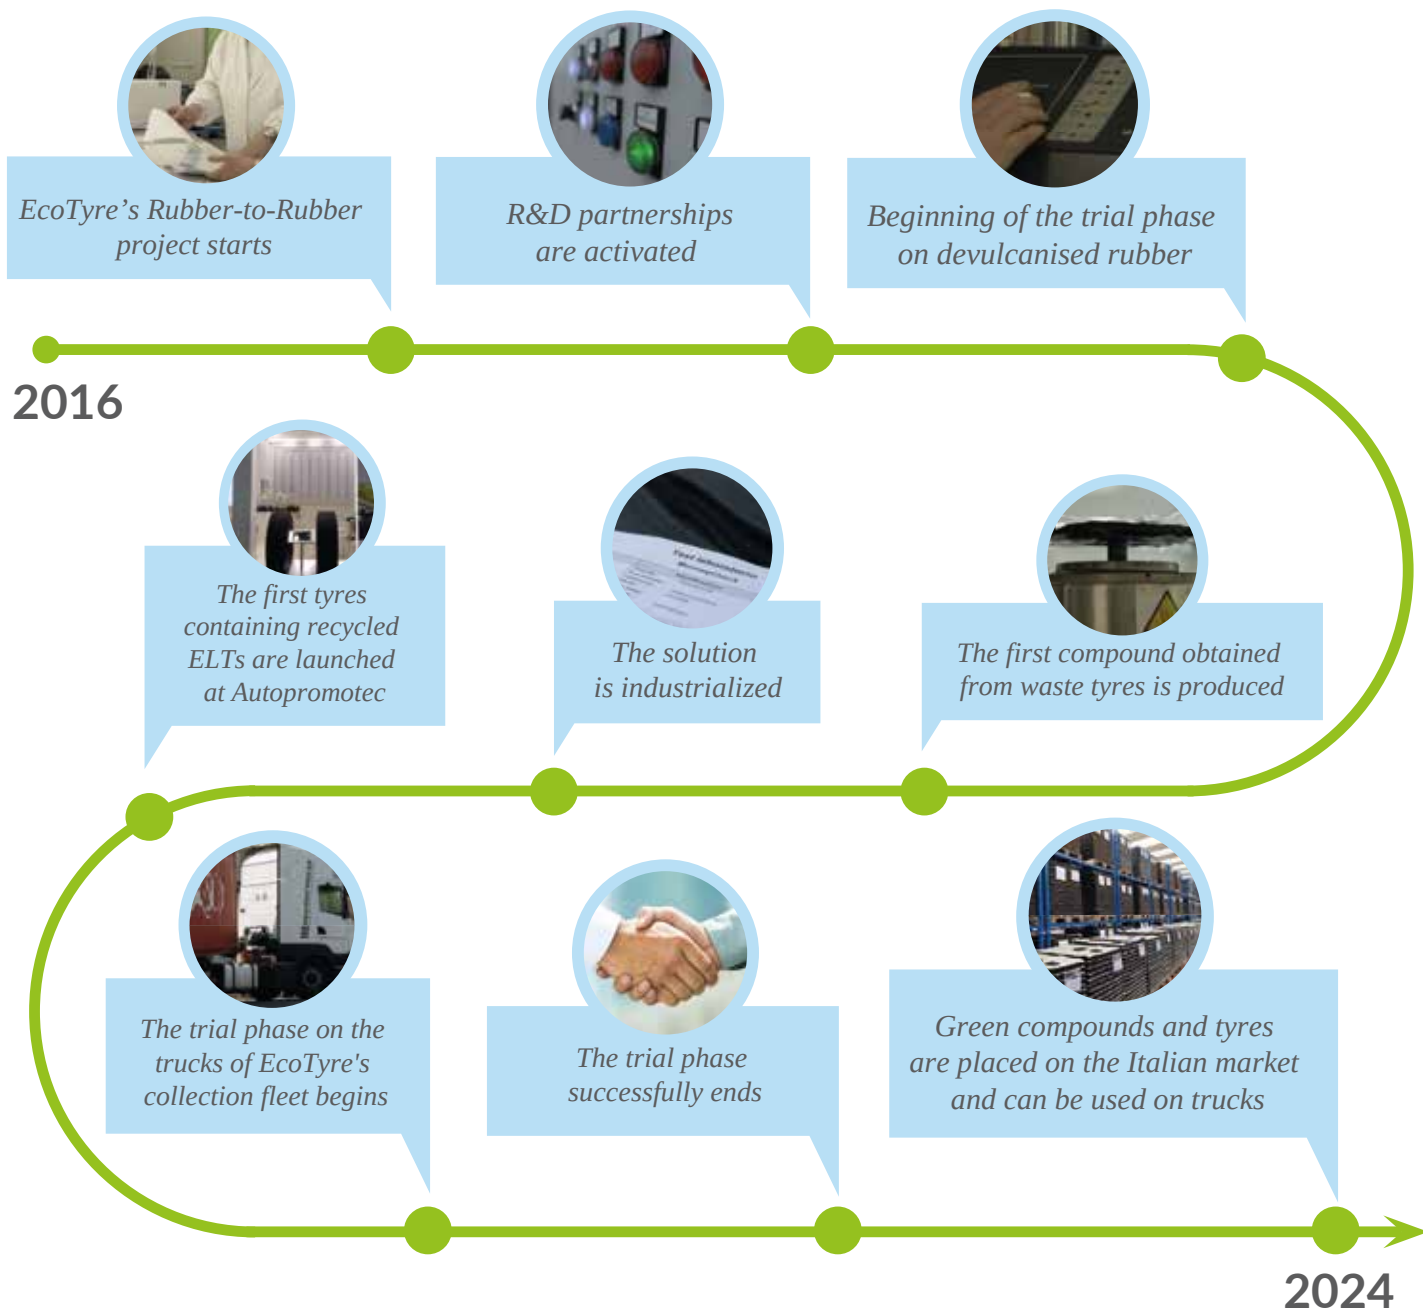 EcoTyre's Rubber-to-Rubber
project starts
R&D partnerships
are activated
Beginning of the trial phase
on devulcanised rubber
2016
The first tyres
containing recycled
ELTs are launched
at Autopromotec
The solution
is industrialized
The first compound obtained
from waste tyres is produced
The trial phase on the
trucks of EcoTyre's
collection fleet begins
The trial phase
successfully ends
Green compounds and tyres
are placed on the Italian market
and can be used on trucks
2024